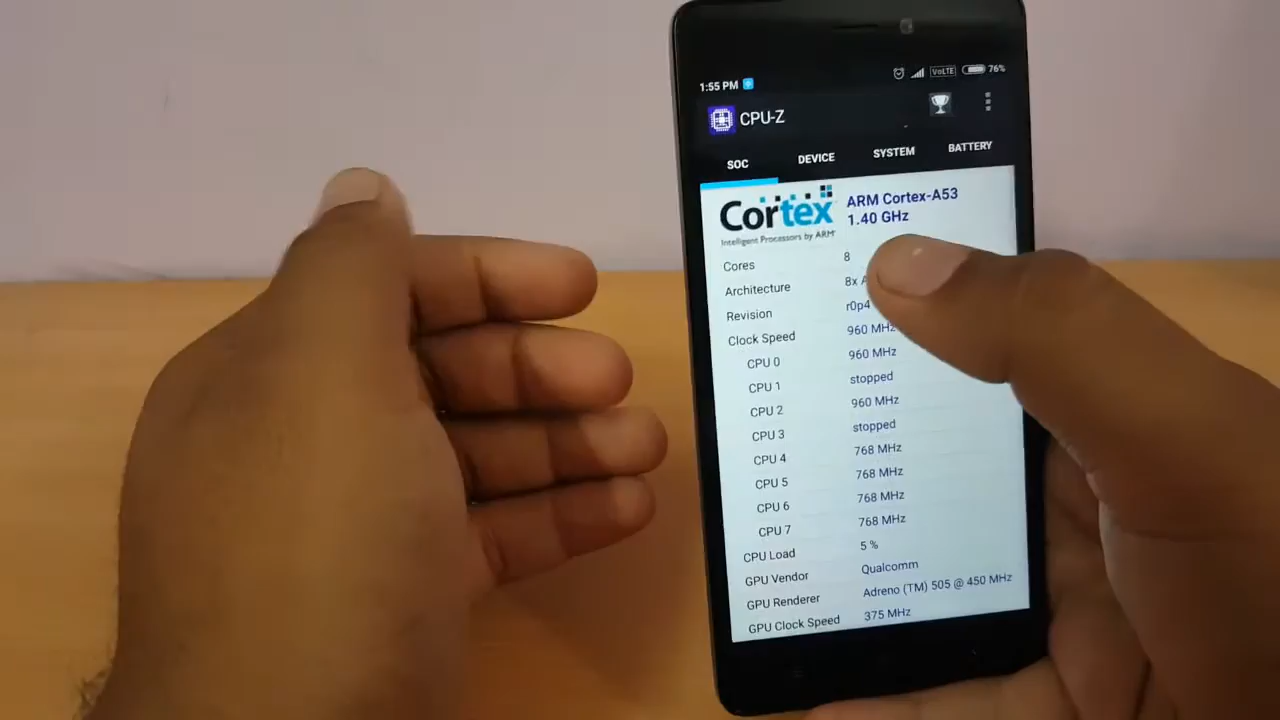 1:55 PM VoLTE 76%
CPU-Z
SOC DEVICE SYSTEM BATTERY
Cortex
Intelligent Processors by ARM
ARM Cortex-A53
1.40 GHz
Cores 8
Architecture 8x
Revision r0p4
Clock Speed 960 MHz
CPU 0 960 MHz
CPU 1 stopped
CPU 2 960 MHz
CPU 3 stopped
CPU 4 768 MHz
CPU 5 768 MHz
CPU 6 768 MHz
CPU 7 768 MHz
CPU Load 5 %
GPU Vendor Qualcomm
GPU Renderer Adreno (TM) 505 @ 450 MHz
GPU Clock Speed 375 MHz